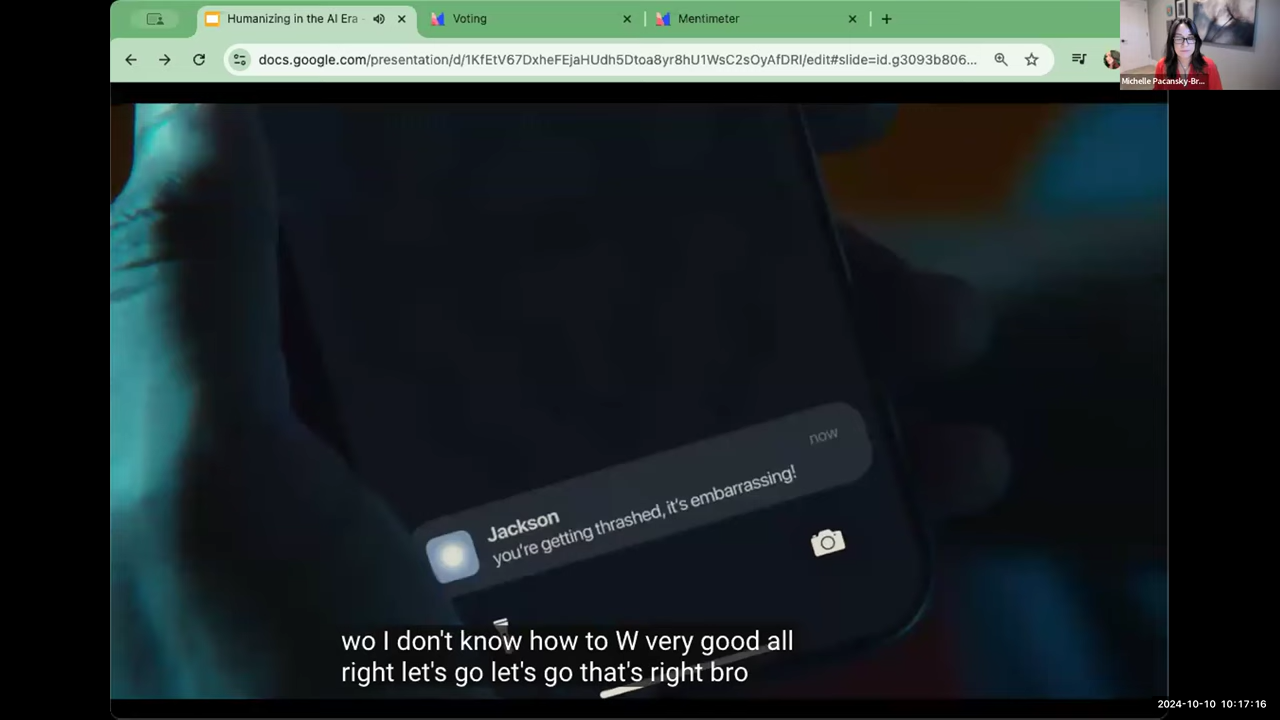 Humanizing in the AI Era -
Voting
Mentimeter
docs.google.com/presentation/d/1KfEtV67DxheFEjaHUdh5Dtoa8yr8hU1WsC2sOyAfDRI/edit#slide=id.g3093b806...
Michelle Pacansky-Br...
now
Jackson
you're getting thrashed, it's embarrassing!
wo I don't know how to W very good all
right let's go let's go that's right bro
2024-10-10 10:17:16